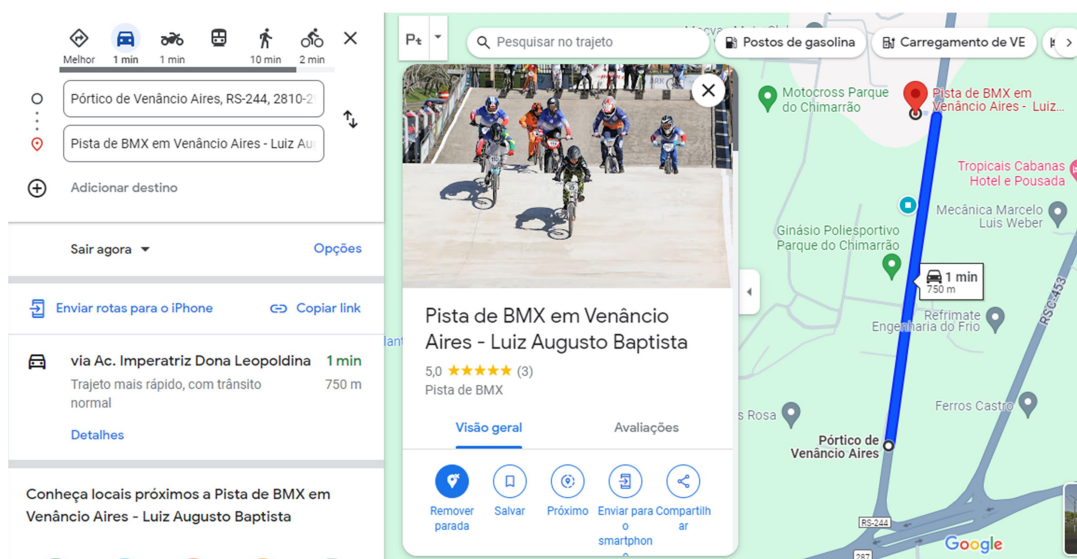 Melhor
1 min
1 min
10 min
2 min
Pórtico de Venâncio Aires, RS-244, 2810-2
Pista de BMX em Venâncio Aires - Luiz Au
Adicionar destino
Sair agora
Opções
Enviar rotas para o iPhone
Copiar link
via Ac. Imperatriz Dona Leopoldina 1 min
Trajeto mais rápido, com trânsito 750 m
normal
Detalhes
Conheça locais próximos a Pista de BMX em
Venâncio Aires - Luiz Augusto Baptista
Pista de BMX em Venâncio
Aires - Luiz Augusto Baptista
5,0 ★★★★★ (3)
Pista de BMX
Visão geral
Avaliações
Remover
parada
Salvar
Próximo
Enviar para
o
smartphon
Compartilh
ar
Pesquisar no trajeto
Postos de gasolina
Carregamento de VE
Motocross Parque
do Chimarrão
Pista de BMX em
Venâncio Aires - Luiz...
Tropicais Cabanas
Hotel e Pousada
Mecânica Marcelo
Luis Weber
Ginásio Poliesportivo
Parque do Chimarrão
1 min
750 m
RSC-453
Refrimate
Engenharia do Frio
Ferros Castro
s Rosa
Pórtico de
Venâncio Aires
RS-244
287
Google